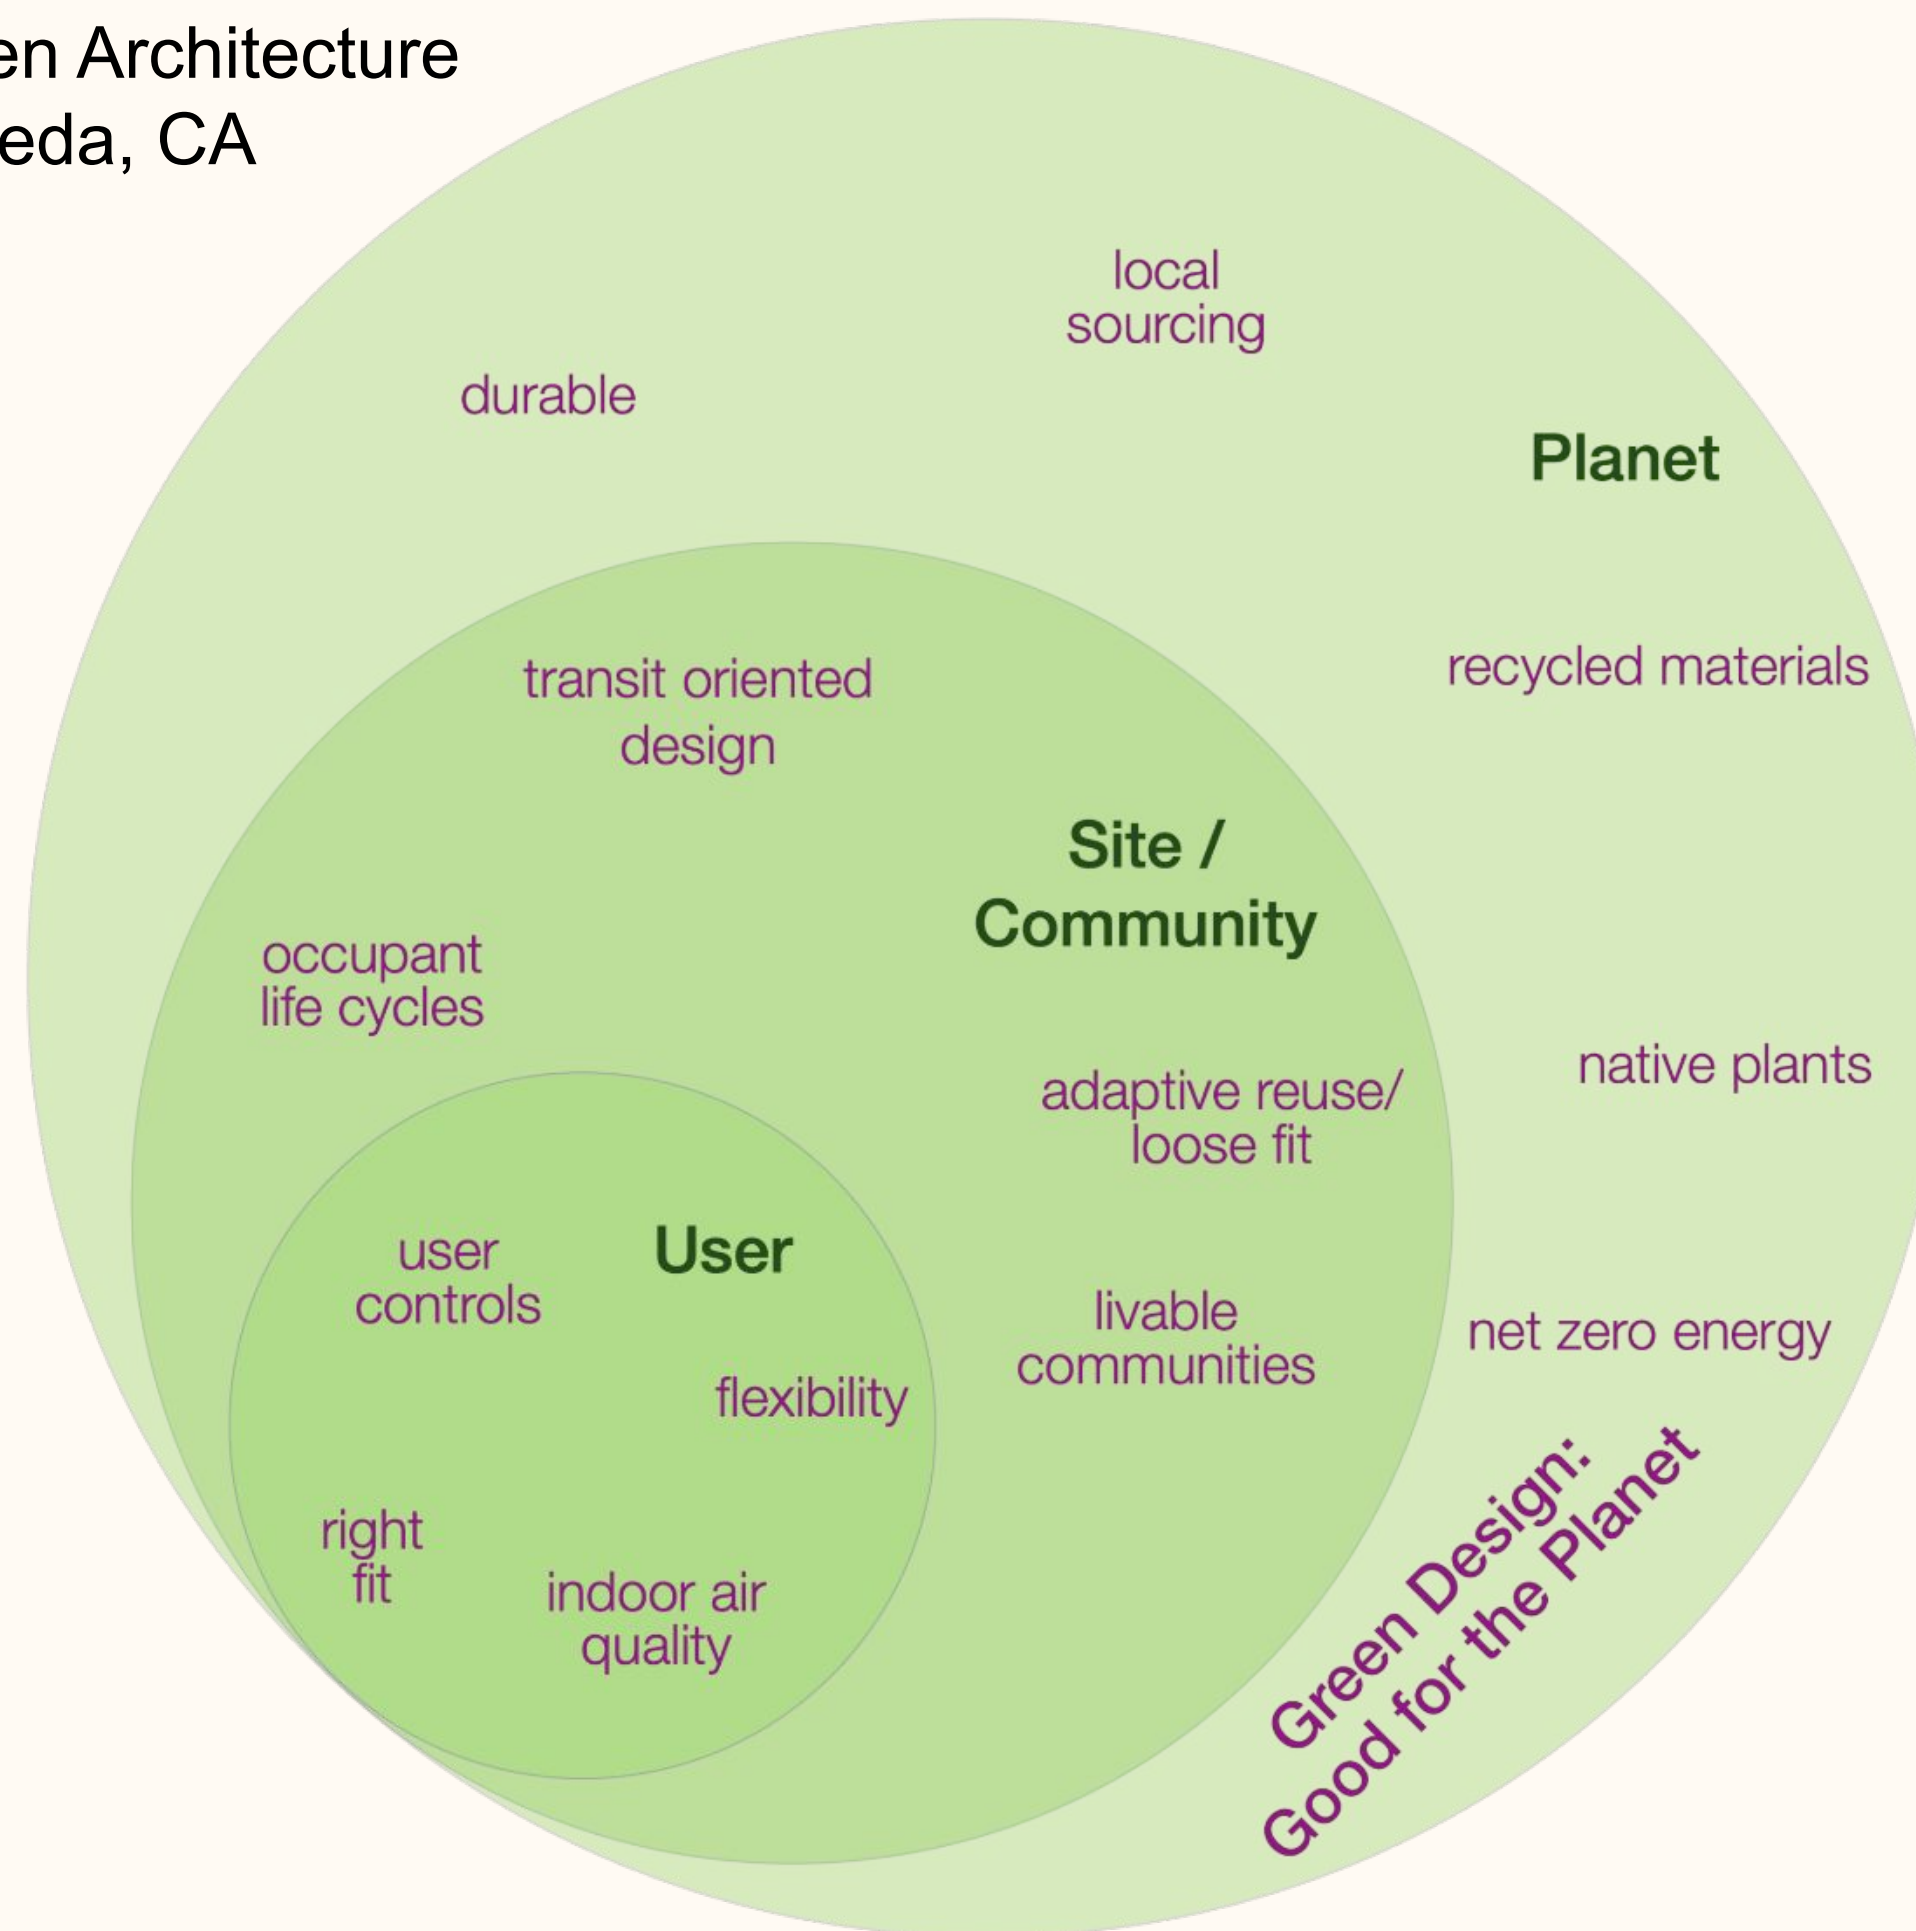 en Architecture
eda, CA
local
sourcing
durable
Planet
recycled materials
transit oriented
design
Site /
Community
occupant
life cycles
native plants
adaptive reuse/
loose fit
user
controls
User
livable
communities
net zero energy
flexibility
right
fit
indoor air
quality
Green Design:
Good for the Planet